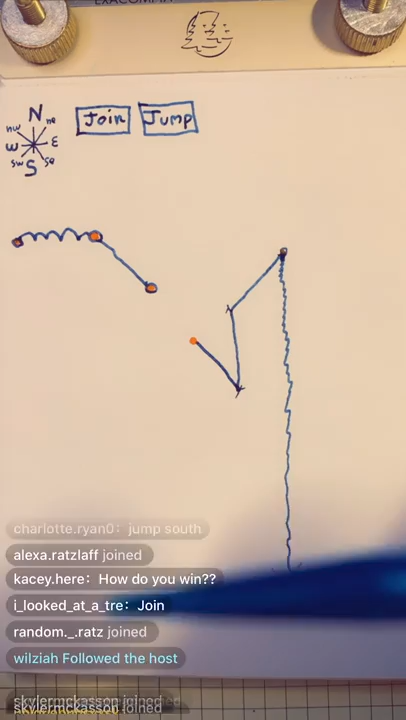 N
nw ne
W E
sw se
S
Join Jump
charlotte.ryan0: jump south
alexa.ratzlaff joined
kacey.here: How do you win??
i_looked_at_a_tre: Join
random._.ratz joined
wilziah Followed the host
skylermckasson joined